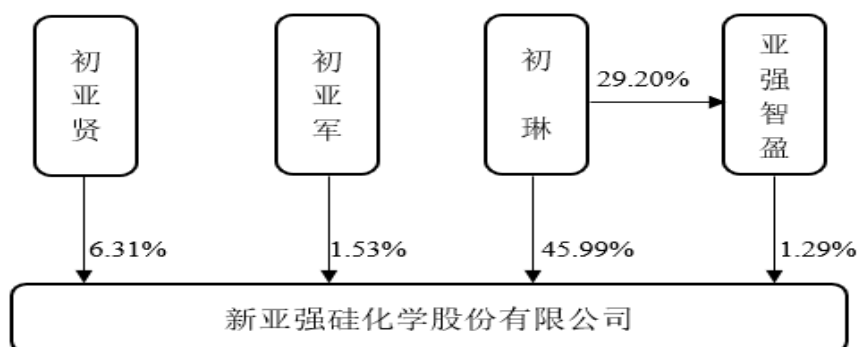 初亚贤
初亚军
初琳
亚强智盈
29.20%
6.31%
1.53%
45.99%
1.29%
新亚强硅化学股份有限公司